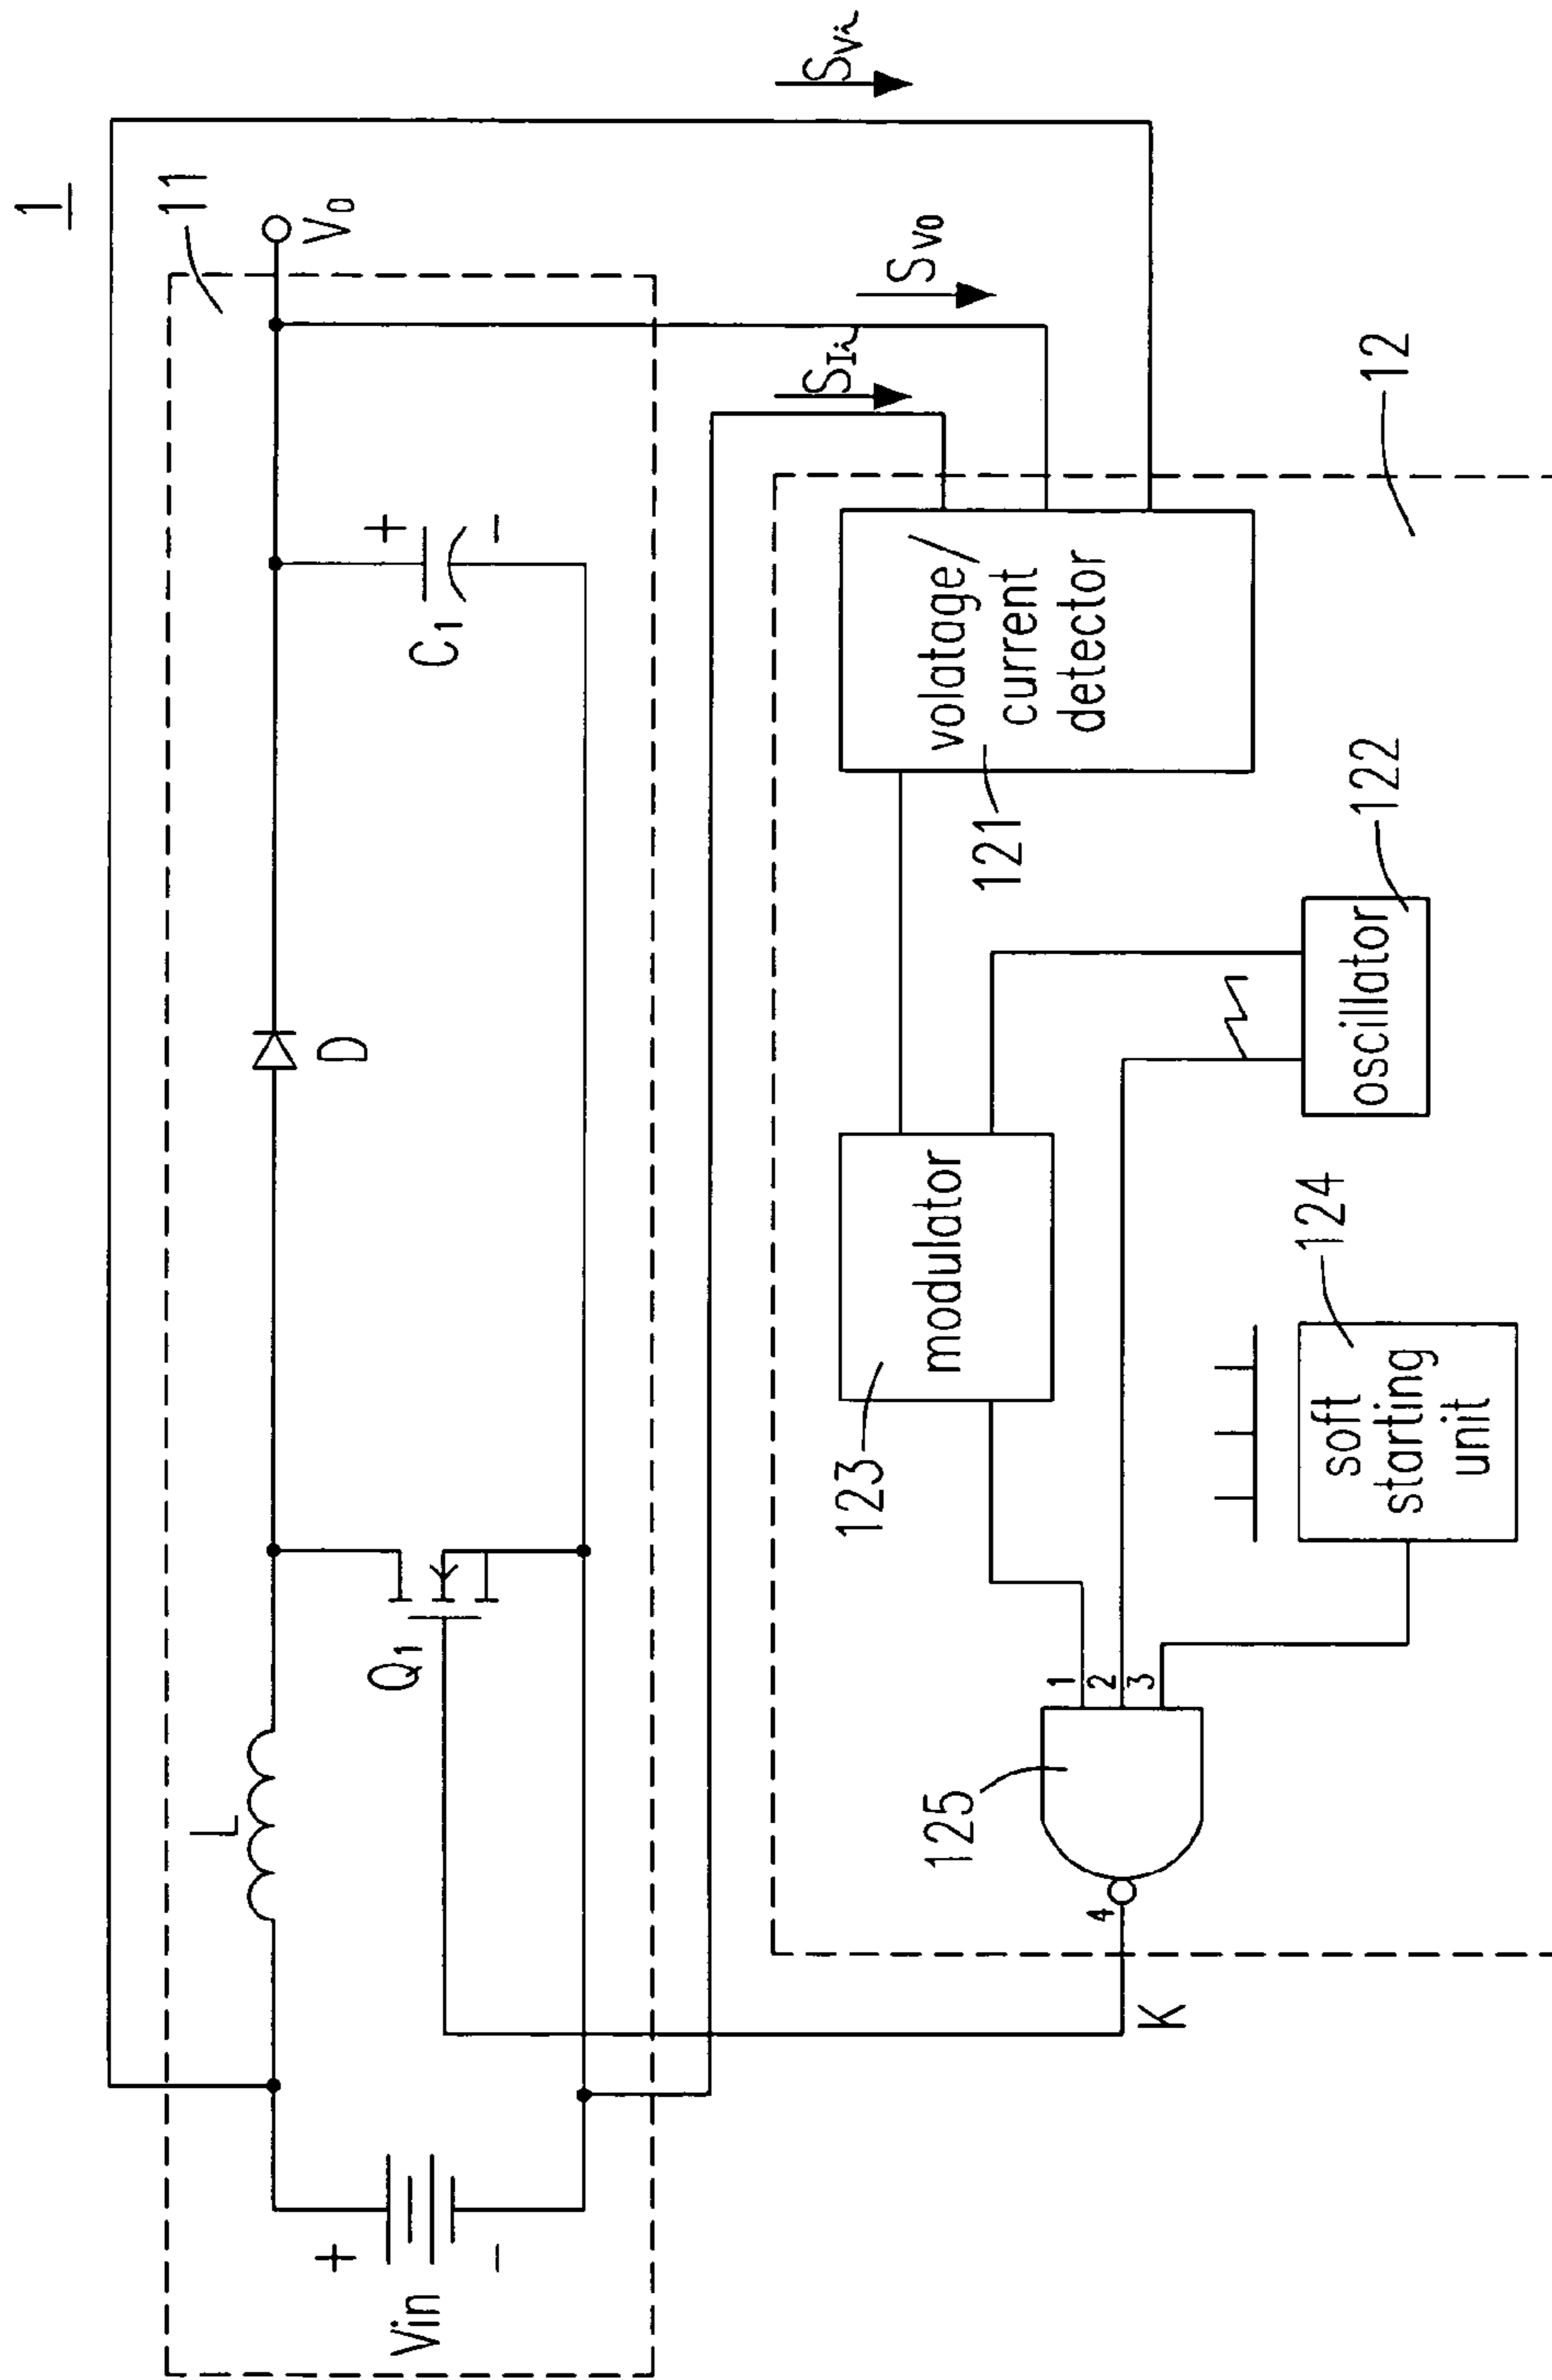 1
11
Vin
+
-
L
Q1
D
C1
+
-
Vo
SIi
Svo
Svi
12
K
125
4
1
2
3
123
modulator
volatage/
current
detector
121
soft
starting
unit
124
oscillator
122